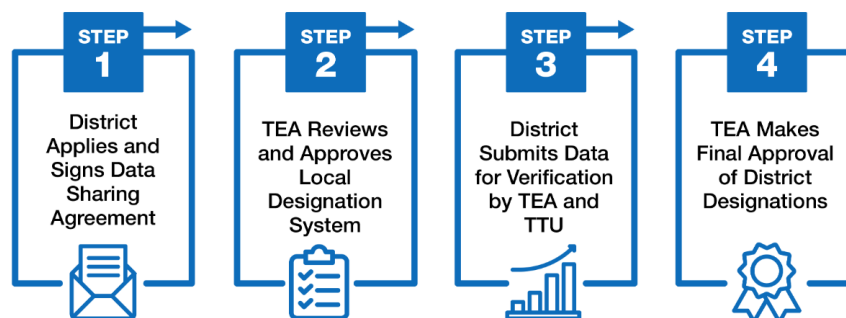 STEP
1
District
Applies and
Signs Data
Sharing
Agreement
STEP
2
TEA Reviews
and Approves
Local
Designation
System
STEP
3
District
Submits Data
for Verification
by TEA and
TTU
STEP
4
TEA Makes
Final Approval
of District
Designations